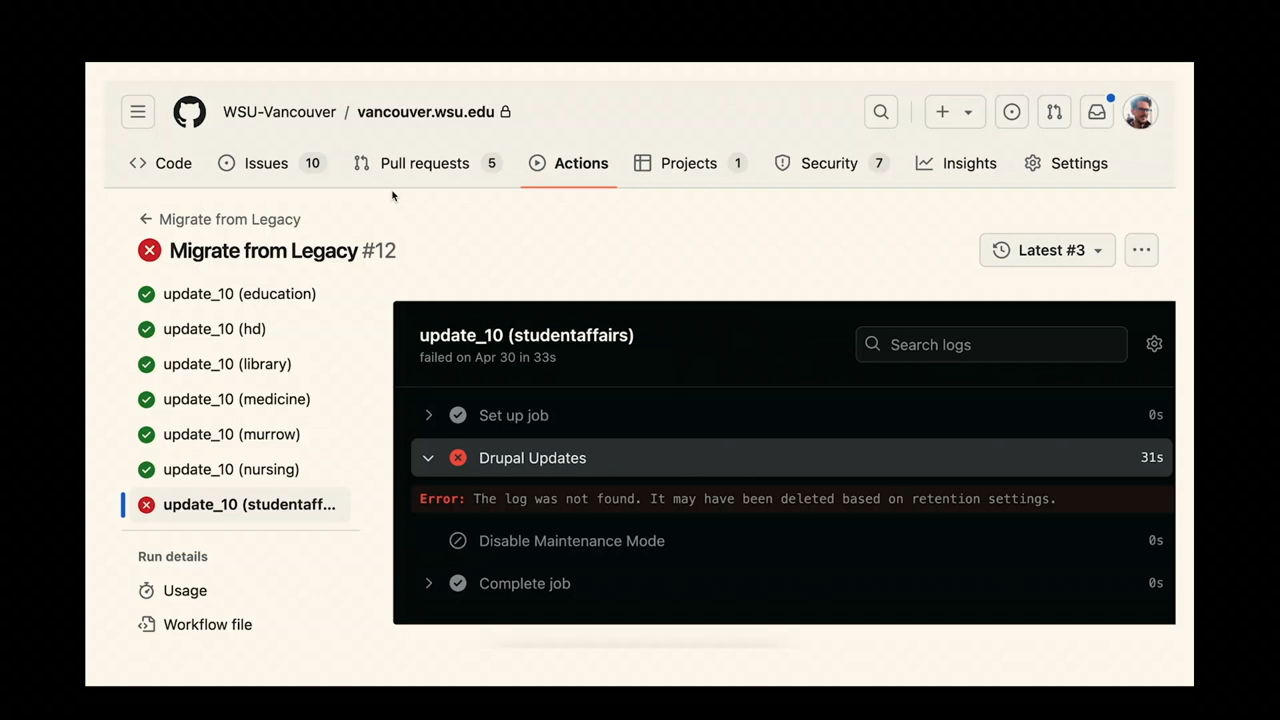 WSU-Vancouver / vancouver.wsu.edu
Code Issues 10 Pull requests 5 Actions Projects 1 Security 7 Insights Settings
Migrate from Legacy
Migrate from Legacy #12
Latest #3
update_10 (education)
update_10 (hd)
update_10 (library)
update_10 (medicine)
update_10 (murrow)
update_10 (nursing)
update_10 (studentaff...
Run details
Usage
Workflow file
update_10 (studentaffairs)
failed on Apr 30 in 33s
Search logs
Set up job 0s
Drupal Updates 31s
Error: The log was not found. It may have been deleted based on retention settings.
Disable Maintenance Mode 0s
Complete job 0s